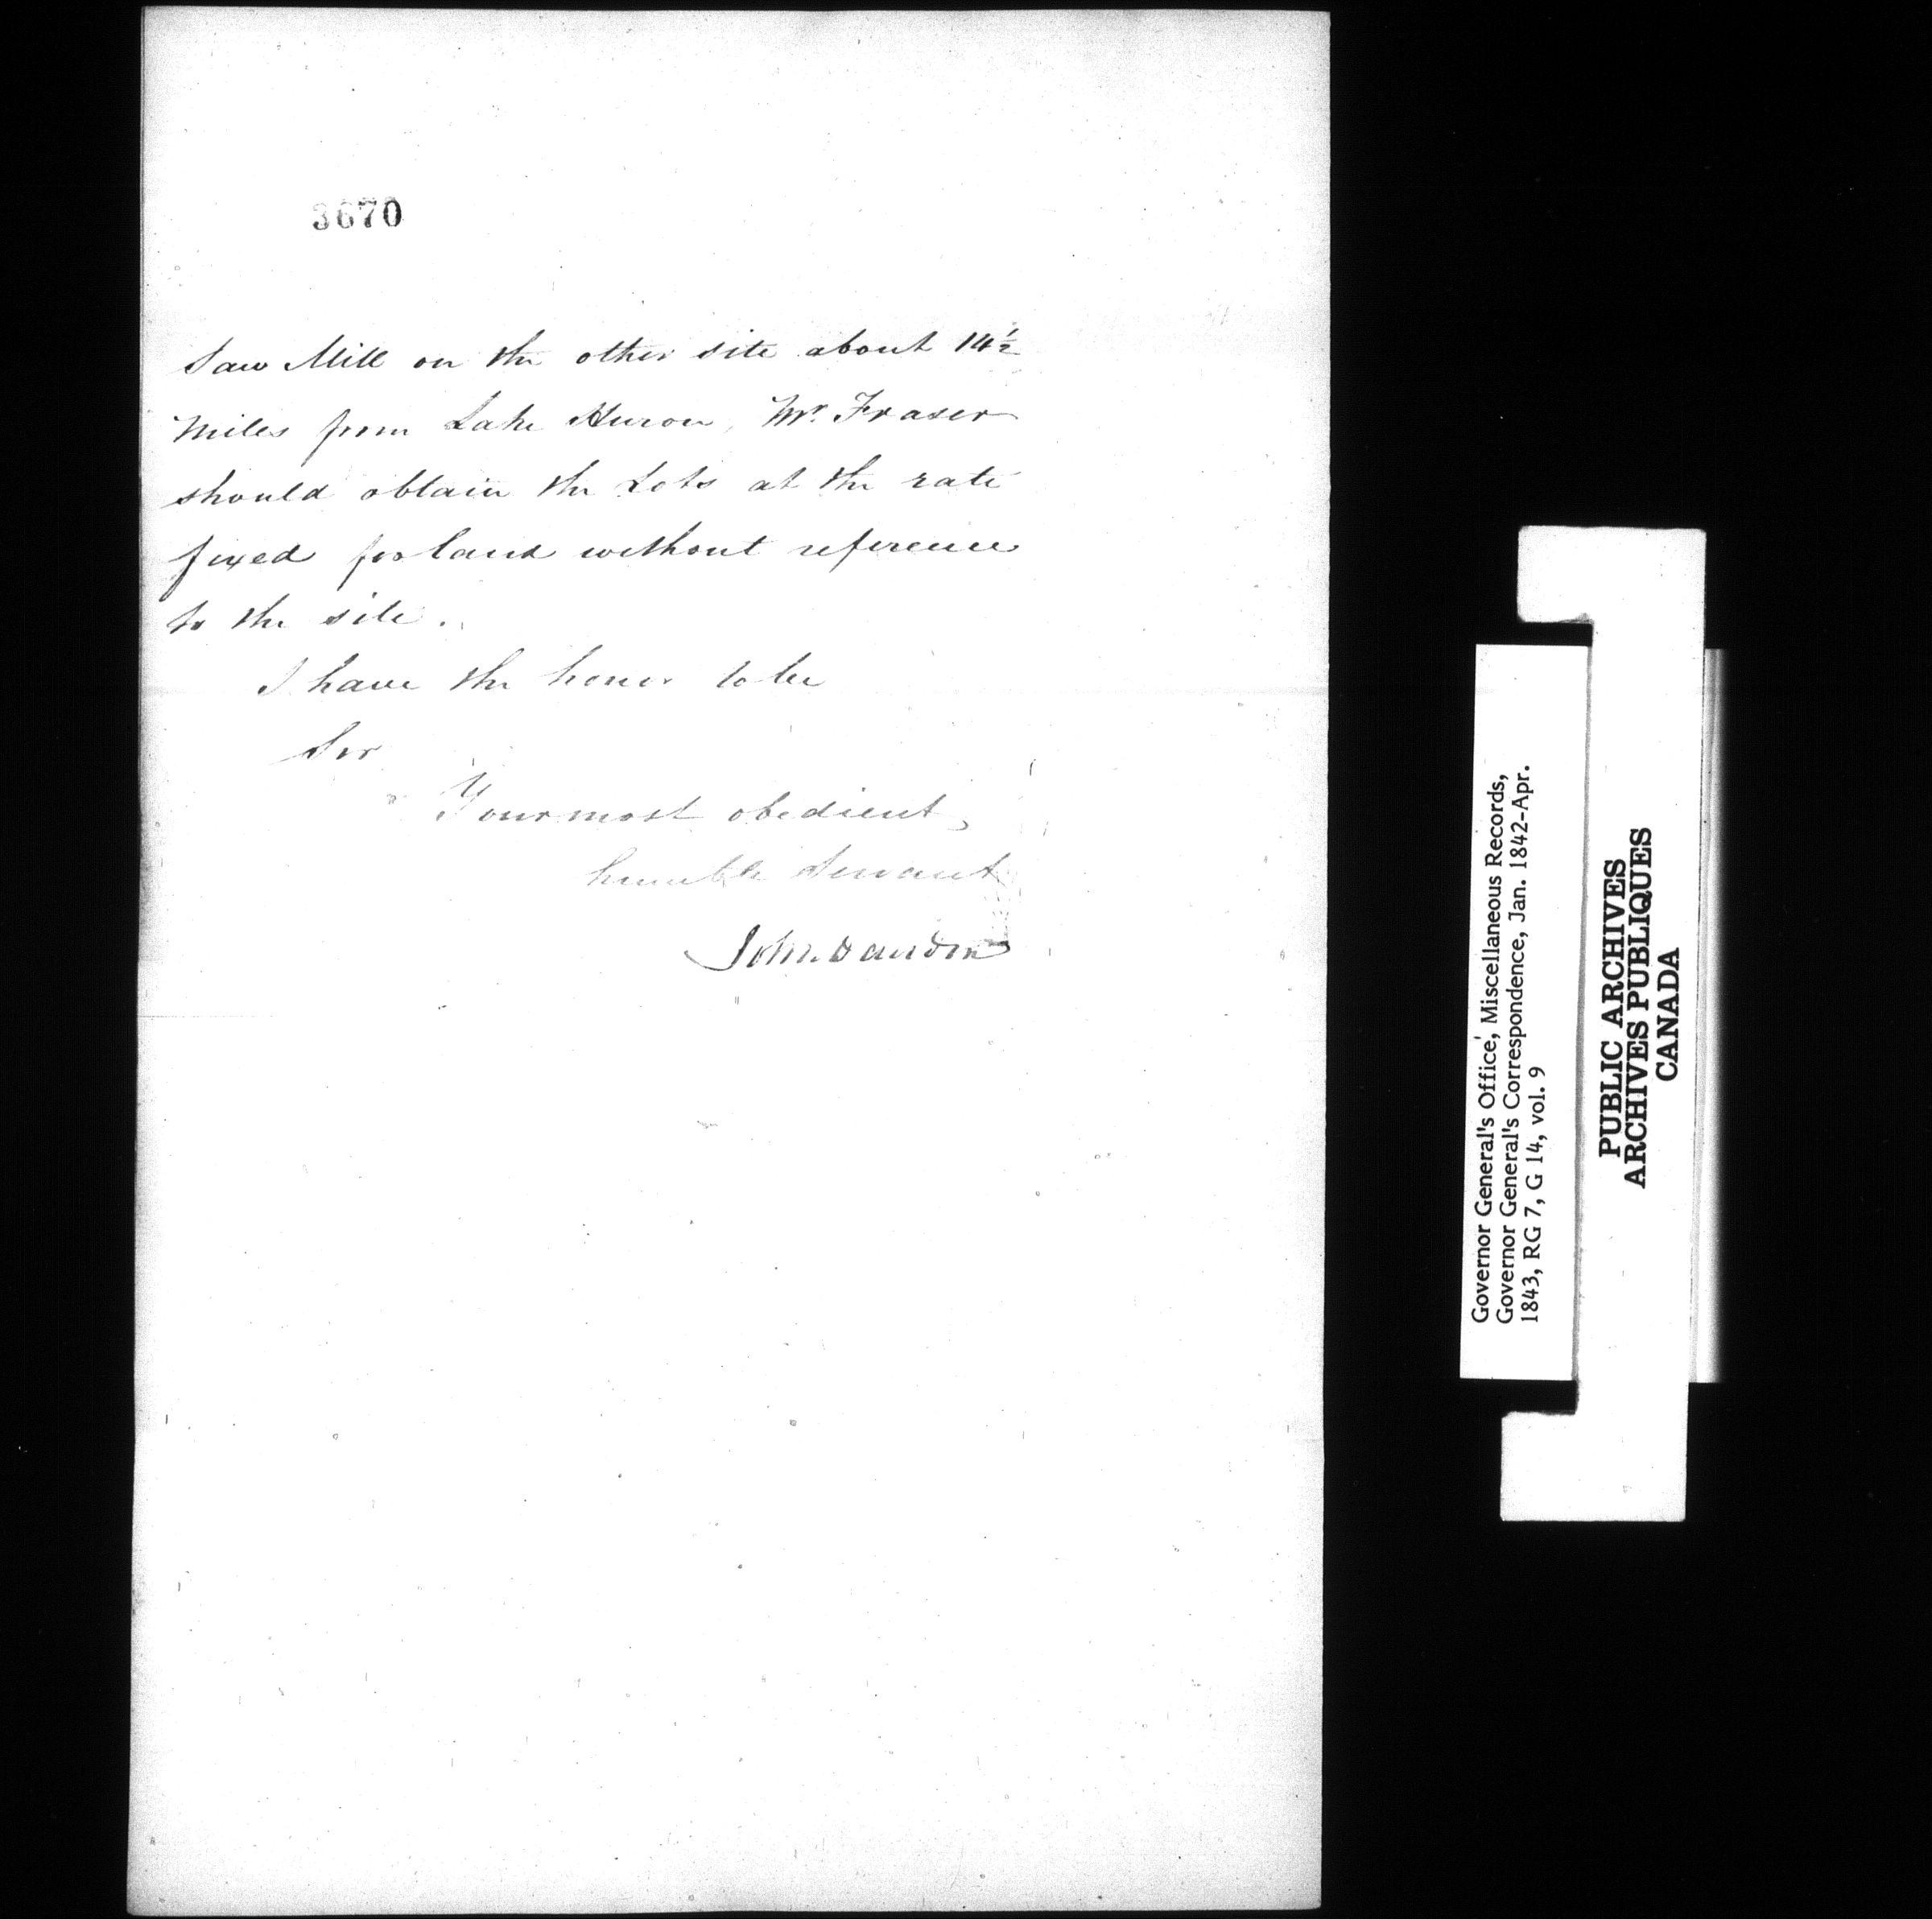 3670
Saw Mill on the other site about 14½
Miles from Lake Huron, Mr. Fraser
should obtain the Lots at the rate
fixed for land without reference
to the site.
I have the honor to be
Sir
Your most obedient
humble Servant
John Davidson
Governor General's Office, Miscellaneous Records,
Governor General's Correspondence, Jan. 1842-Apr.
1843, RG 7, G 14, vol. 9
PUBLIC ARCHIVES
ARCHIVES PUBLIQUES
CANADA